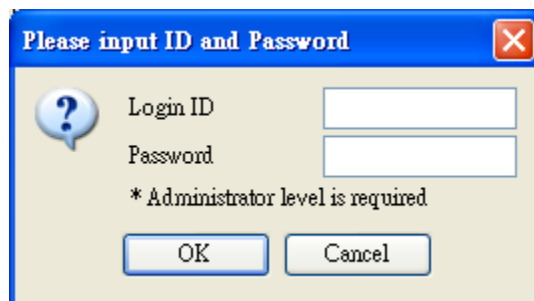 Please input ID and Password
Login ID
Password
* Administrator level is required
OK Cancel